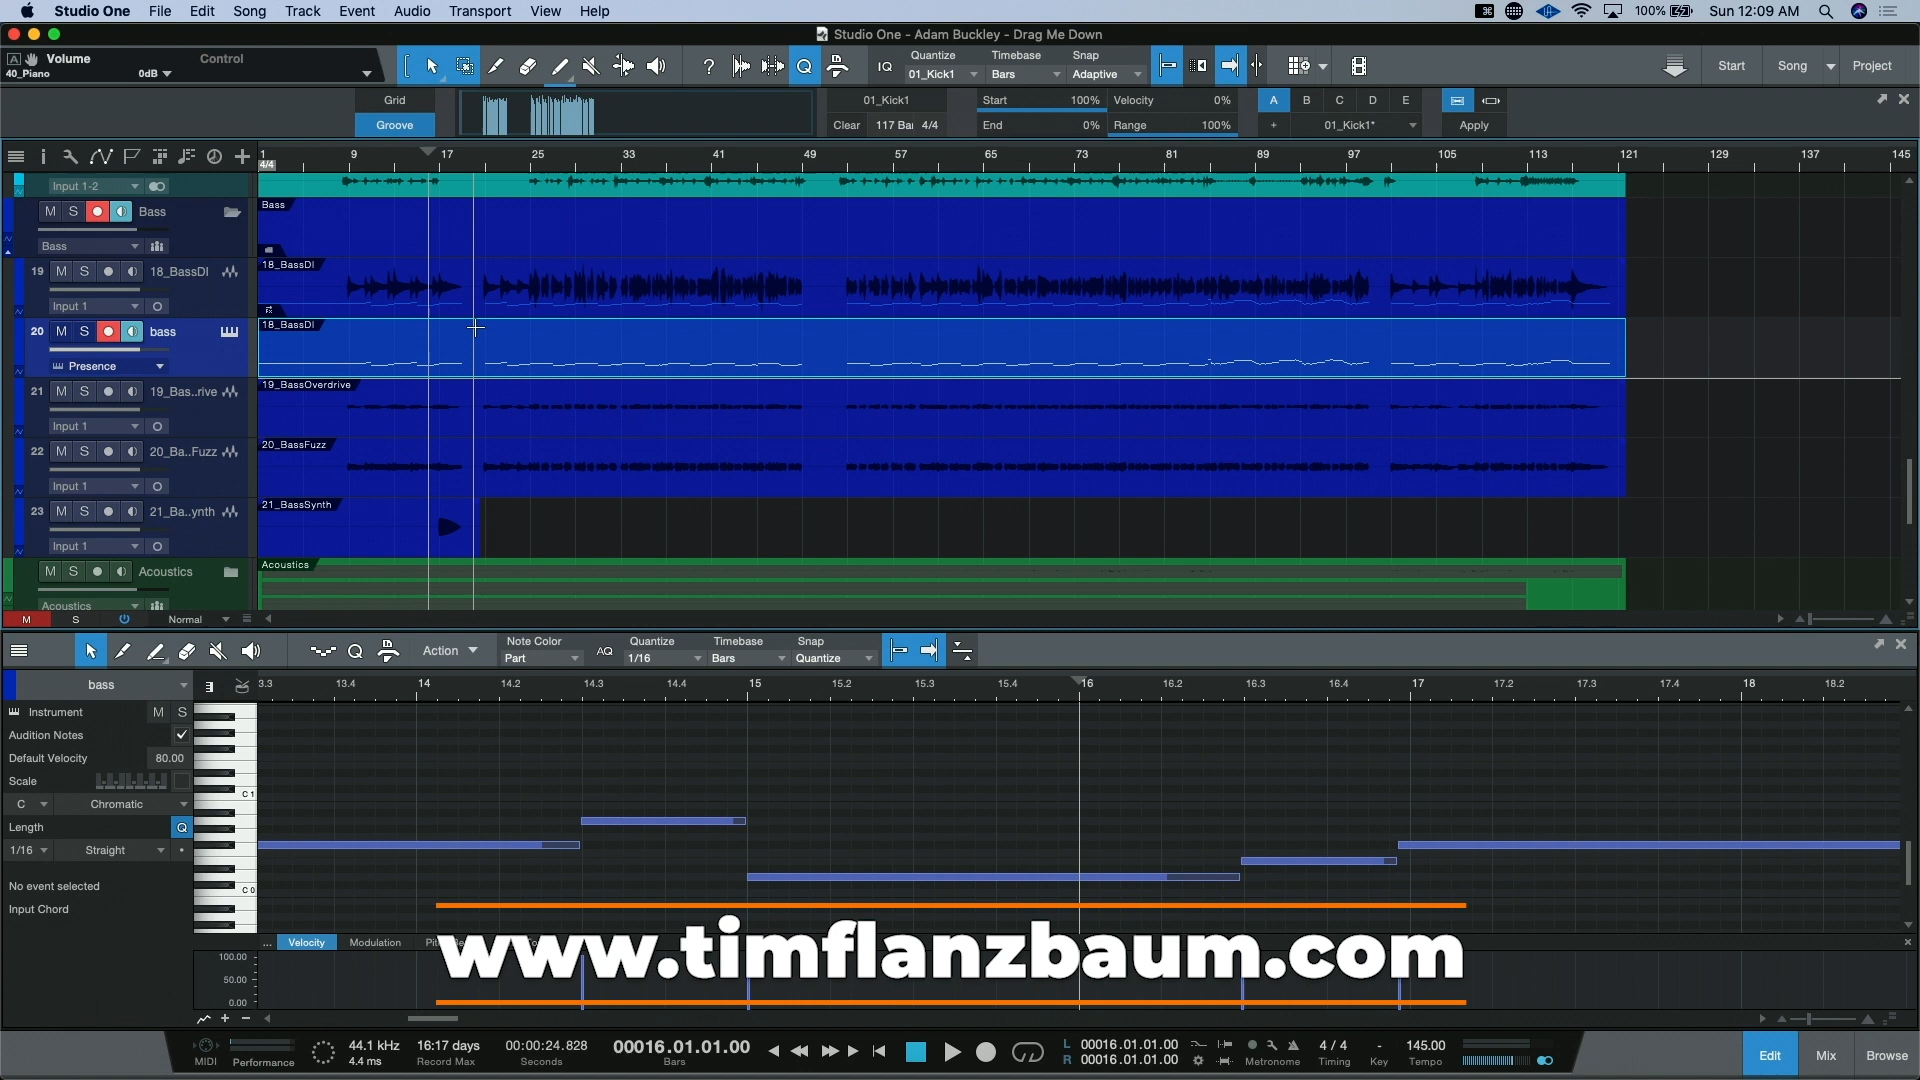 Studio One File Edit Song Track Event Audio Transport View Help
100% Sun 12:09 AM
Studio One - Adam Buckley - Drag Me Down
Volume Control
40_Piano 0dB
Quantize Timebase Snap
IQ 01_Kick1 Bars Adaptive
Start Song Project
Grid
Groove
01_Kick1
Clear 117 Bar 4/4
Start 100% Velocity 0%
End 0% Range 100%
A B C D E
+ 01_Kick1*
Apply
1 9 17 25 33 41 49 57 65 73 81 89 97 105 113 121 129 137 145
4/4
Input 1-2
M S Bass
Bass
Bass
19 M S 18_BassDI
Input 1
18_BassDI
20 M S bass
Presence
18_BassDI
21 M S 19_Bas..rive
Input 1
19_BassOverdrive
22 M S 20_Ba..Fuzz
Input 1
20_BassFuzz
23 M S 21_Ba..ynth
Input 1
21_BassSynth
M S Acoustics
Acoustics
Acoustics
M S Normal
Action
Note Color
Part
AQ
Quantize Timebase Snap
1/16 Bars Quantize
bass
3.3 13.4 14 14.2 14.3 14.4 15 15.2 15.3 15.4 16 16.2 16.3 16.4 17 17.2 17.3 17.4 18 18.2
Instrument M S
Audition Notes
Default Velocity 80.00
Scale
C Chromatic
Length Q
1/16 Straight
No event selected
Input Chord
C 1
C 0
... Velocity Modulation
100.00
50.00
0.00
www.timflanzbaum.com
MIDI
Performance
44.1 kHz
4.4 ms
16:17 days
Record Max
00:00:24.828
Seconds
00016.01.01.00
Bars
L 00016.01.01.00
R 00016.01.01.00
Metronome
4 / 4
Timing
-
Key
145.00
Tempo
Edit Mix Browse